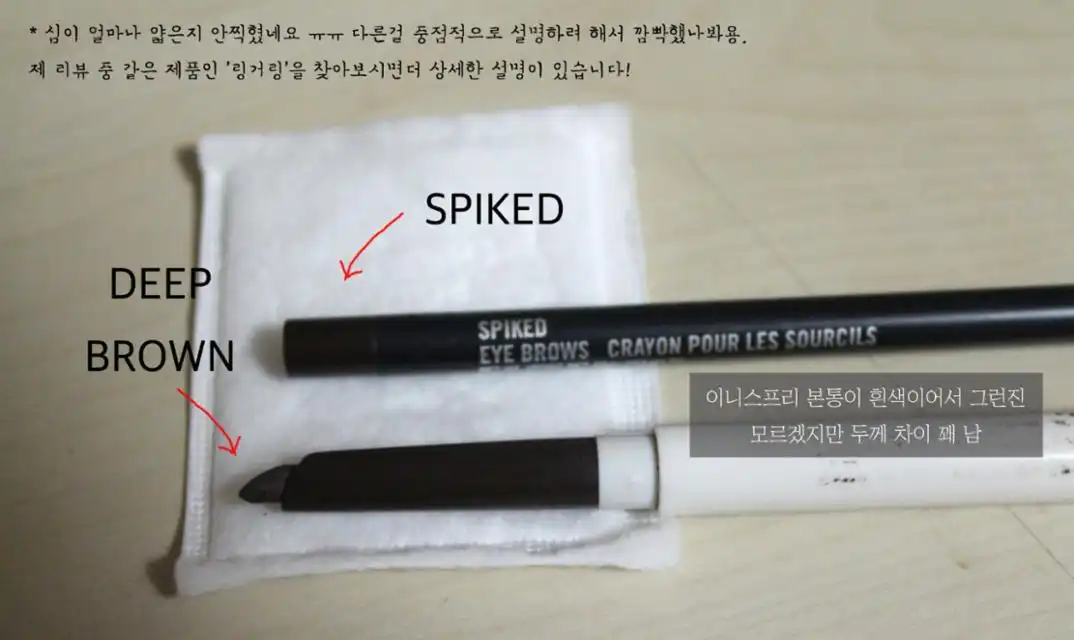 * 심이 얼마나 얇은지 안찍혔네요 ㅠㅠ 다른걸 중점적으로 설명하려 해서 깜빡했나봐용.
제 리뷰 중 같은 제품인 '링거링'을 찾아보시면더 상세한 설명이 있습니다!
SPIKED
DEEP
BROWN
SPIKED
EYE BROWS CRAYON POUR LES SOURCILS
이니스프리 본통이 흰색이어서 그런진
모르겠지만 두께 차이 꽤 남